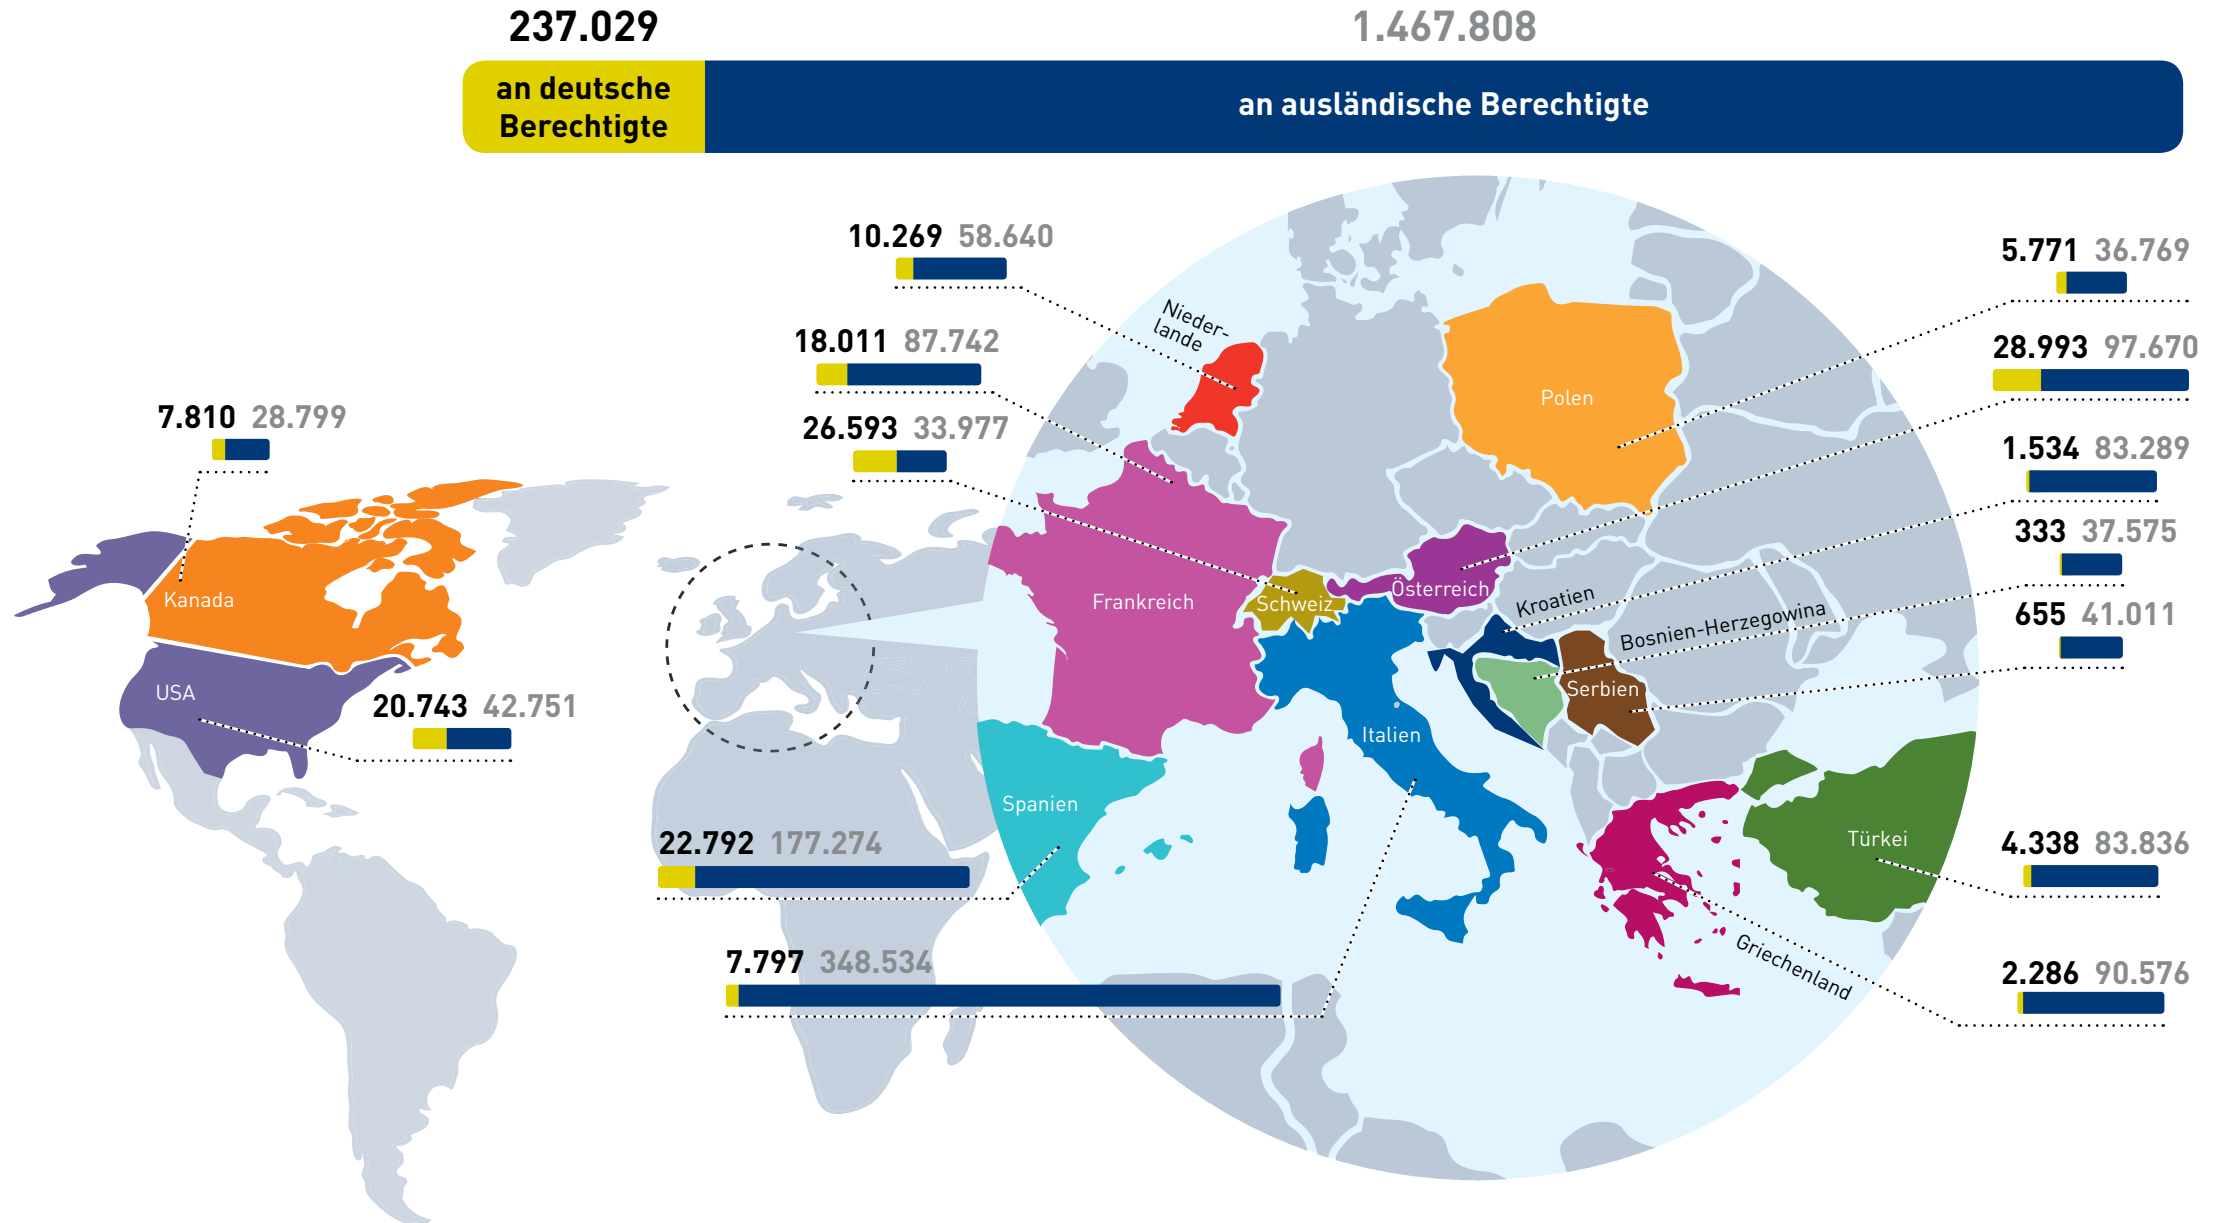 237.029 1.467.808
an deutsche
Berechtigte
an ausländische Berechtigte
10.269 58.640
5.771 36.769
Nieder-
lande
18.011 87.742
28.993 97.670
Polen
7.810 28.799
26.593 33.977
1.534 83.289
333 37.575
Kanada
Frankreich
Schweiz
Österreich
Kroatien
Bosnien-Herzegowina
655 41.011
USA
Serbien
20.743 42.751
Italien
Spanien
22.792 177.274
Türkei
4.338 83.836
7.797 348.534
Griechenland
2.286 90.576